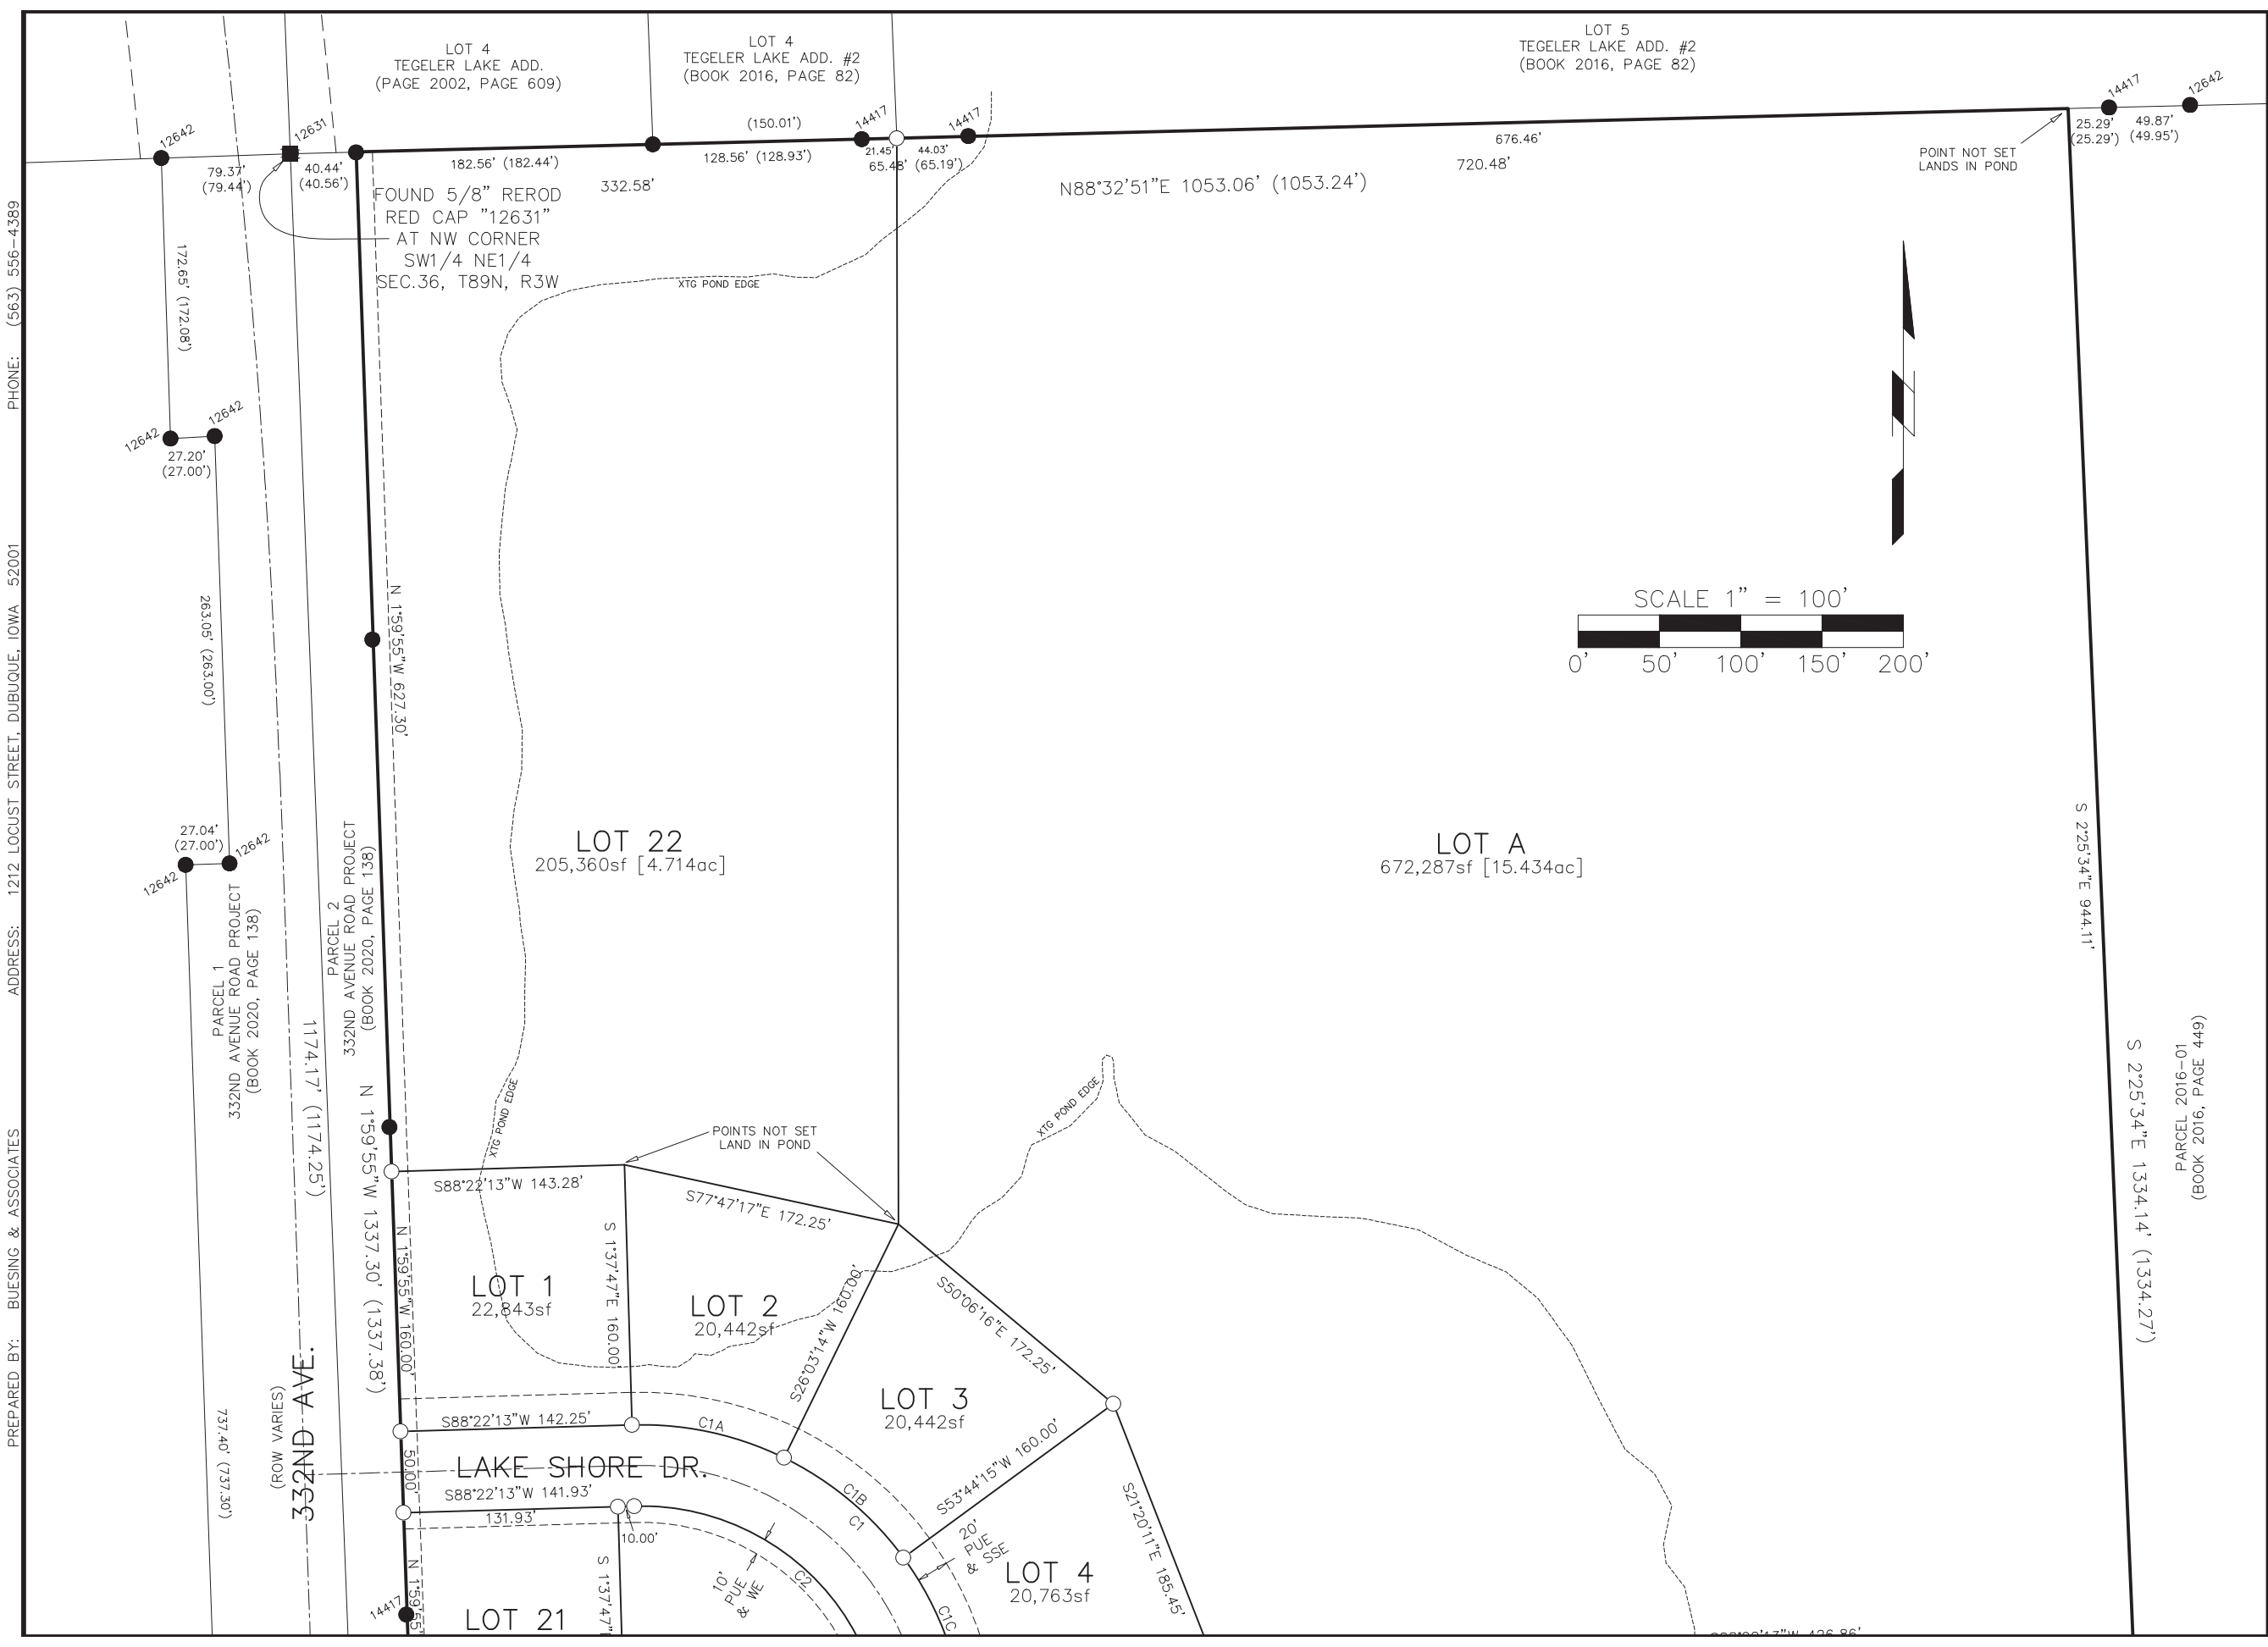 LOT 4
TEGELER LAKE ADD.
(PAGE 2002, PAGE 609)
LOT 4
TEGELER LAKE ADD. #2
(BOOK 2016, PAGE 82)
LOT 5
TEGELER LAKE ADD. #2
(BOOK 2016, PAGE 82)
12642
12631
14417
14417
14417
12642
(150.01')
79.37'
(79.44')
40.44'
(40.56')
182.56' (182.44')
128.56' (128.93')
21.45'
44.03'
65.48' (65.19')
676.46'
720.48'
25.29'
(25.29')
49.87'
(49.95')
POINT NOT SET
LANDS IN POND
332.58'
N88°32'51"E 1053.06' (1053.24')
FOUND 5/8" REROD
RED CAP "12631"
AT NW CORNER
SW1/4 NE1/4
SEC.36, T89N, R3W
XTG POND EDGE
172.65' (172.08')
12642
12642
27.20'
(27.00')
263.05' (263.00')
N 1°59'55"W 627.30'
SCALE 1" = 100'
0' 50' 100' 150' 200'
27.04'
(27.00')
12642
12642
LOT 22
205,360sf [4.714ac]
LOT A
672,287sf [15.434ac]
S 2°25'34"E 944.11'
PARCEL 1
332ND AVENUE ROAD PROJECT
(BOOK 2020, PAGE 138)
PARCEL 2
332ND AVENUE ROAD PROJECT
(BOOK 2020, PAGE 138)
1174.17' (1174.25')
N 1°59'55"W 1337.30' (1337.38')
S 2°25'34"E 1334.14' (1334.27')
PARCEL 2016-01
(BOOK 2016, PAGE 449)
XTG POND EDGE
XTG POND EDGE
POINTS NOT SET
LAND IN POND
S88°22'13"W 143.28'
S77°47'17"E 172.25'
N 1°59'55"W 160.00'
S 1°37'47"E 160.00'
LOT 1
22,843sf
LOT 2
20,442sf
S26°03'14"W 160.00'
S50°06'16"E 172.25'
LOT 3
20,442sf
S53°44'15"W 160.00'
S21°20'11"E 185.45'
S88°22'13"W 142.25'
C1A
C1B
C1
C1C
LAKE SHORE DR.
50.00'
S88°22'13"W 141.93'
131.93'
10.00'
C2
10'
PUE
& WE
20'
PUE
& SSE
LOT 4
20,763sf
332ND AVE.
(ROW VARIES)
737.40' (737.30')
N 1°59'55"
S 1°37'47"
14417
LOT 21
PREPARED BY: BUESING & ASSOCIATES ADDRESS: 1212 LOCUST STREET, DUBUQUE, IOWA 52001 PHONE: (563) 556-4389